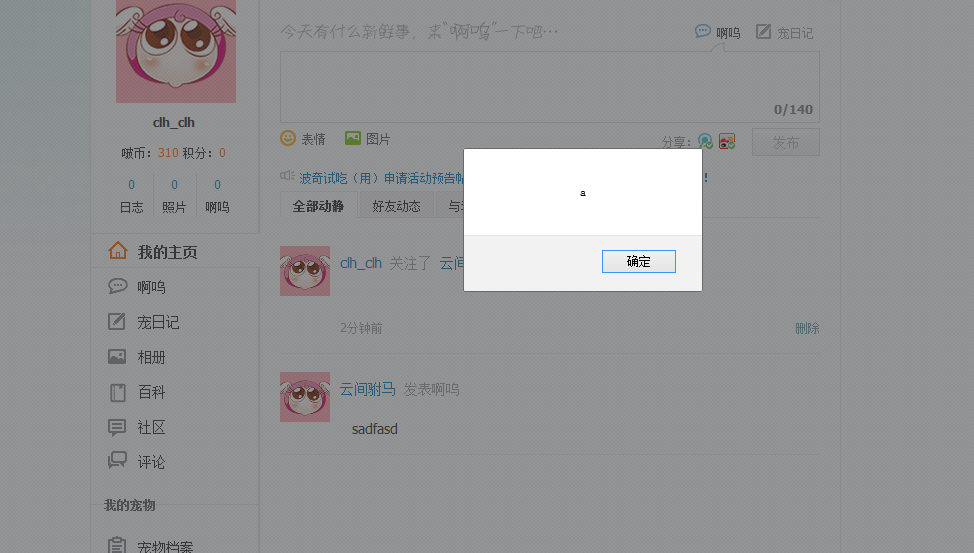 今天有什么新鲜事，来“啊呜”一下吧…
啊呜 宠日记
0/140
表情 图片 分享： 发布
clh_clh
啵币：310 积分：0
0 0 0
日志 照片 啊呜
波奇试吃（用）申请活动预告帖 !
全部动静 好友动态
a
确定
我的主页
啊呜
宠日记
相册
百科
社区
评论
我的宠物
宠物档案
clh_clh 关注了 云间
2分钟前 删除
云间驸马 发表啊呜
sadfasd